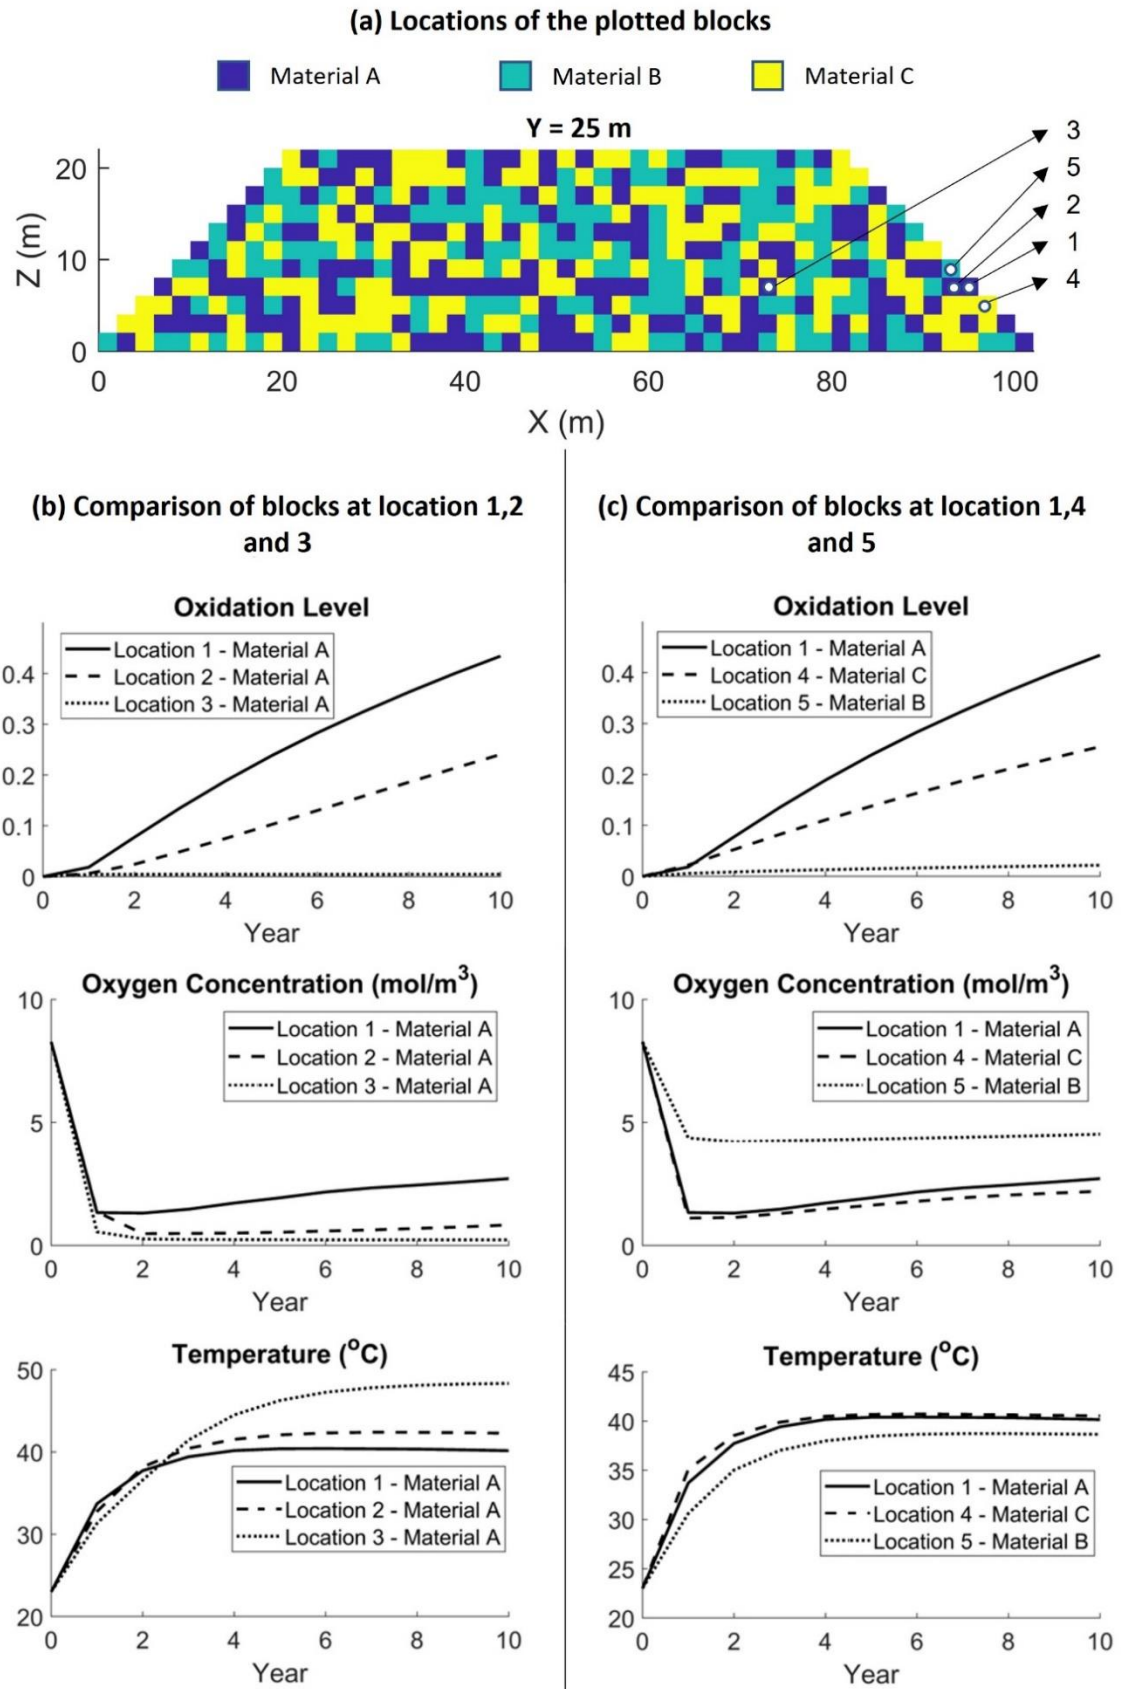 (a) Locations of the plotted blocks
Material A
Material B
Material C
Y = 25 m
3
5
2
1
4
20
10
0
Z (m)
0
20
40
60
80
100
X (m)
(b) Comparison of blocks at location 1,2
and 3
Oxidation Level
Location 1 - Material A
Location 2 - Material A
Location 3 - Material A
0.4
0.3
0.2
0.1
0
0
2
4
6
8
10
Year
Oxygen Concentration (mol/m³)
Location 1 - Material A
Location 2 - Material A
Location 3 - Material A
10
5
0
0
2
4
6
8
10
Year
Temperature (°C)
50
40
30
20
Location 1 - Material A
Location 2 - Material A
Location 3 - Material A
0
2
4
6
8
10
Year
(c) Comparison of blocks at location 1,4
and 5
Oxidation Level
Location 1 - Material A
Location 4 - Material C
Location 5 - Material B
0.4
0.3
0.2
0.1
0
0
2
4
6
8
10
Year
Oxygen Concentration (mol/m³)
Location 1 - Material A
Location 4 - Material C
Location 5 - Material B
10
5
0
0
2
4
6
8
10
Year
Temperature (°C)
45
40
35
30
25
20
Location 1 - Material A
Location 4 - Material C
Location 5 - Material B
0
2
4
6
8
10
Year